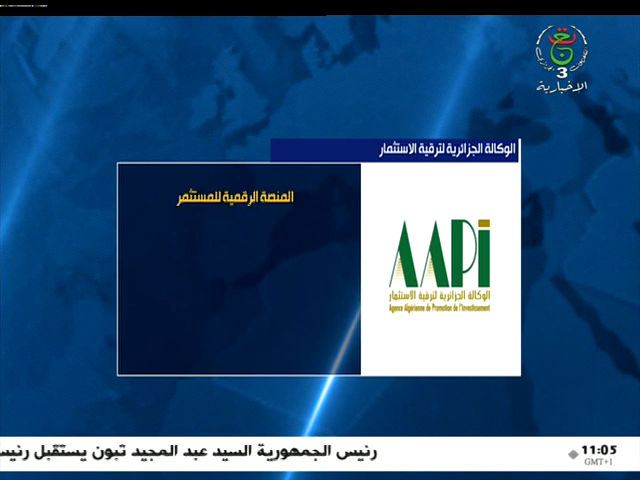 3
الإخبارية
الوكالة الجزائرية لترقية الاستثمار
المنصة الرقمية للمستثمر
AAPI
الوكالة الجزائرية لترقية الاستثمار
Agence Algérienne de Promotion de l'Investissement
رئيس الجمهورية السيد عبد المجيد تبون يستقبل رئيس
11:05
GMT+1